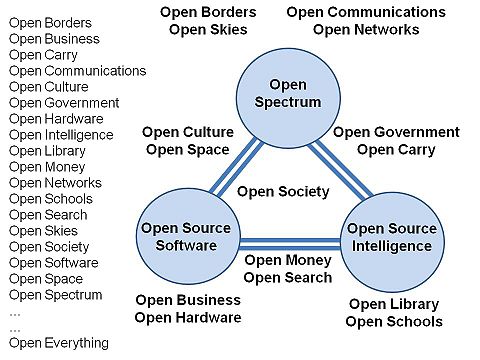 Open Borders
Open Business
Open Carry
Open Communications
Open Culture
Open Government
Open Hardware
Open Intelligence
Open Library
Open Money
Open Networks
Open Schools
Open Search
Open Skies
Open Society
Open Software
Open Space
Open Spectrum
...
...
Open Everything
Open Borders
Open Skies
Open Communications
Open Networks
Open
Spectrum
Open Culture
Open Space
Open Government
Open Carry
Open Society
Open Source
Software
Open Source
Intelligence
Open Money
Open Search
Open Business
Open Hardware
Open Library
Open Schools